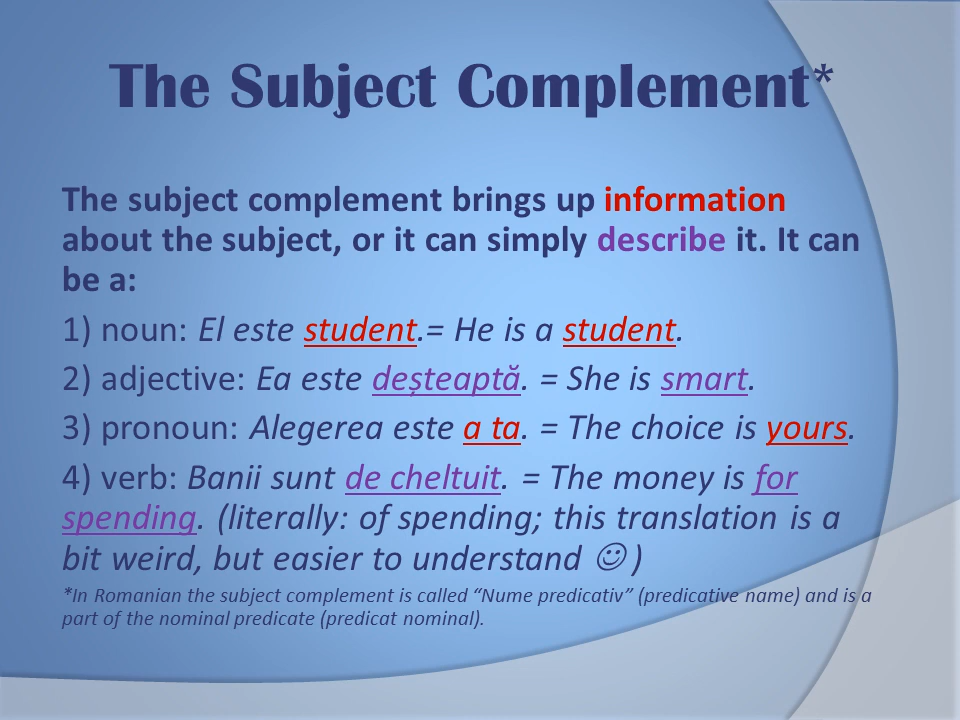 The Subject Complement*
The subject complement brings up information
about the subject, or it can simply describe it. It can
be a:
1) noun: El este student.= He is a student.
2) adjective: Ea este deșteaptă. = She is smart.
3) pronoun: Alegerea este a ta. = The choice is yours.
4) verb: Banii sunt de cheltuit. = The money is for
spending. (literally: of spending; this translation is a
bit weird, but easier to understand ☺ )
*In Romanian the subject complement is called “Nume predicativ” (predicative name) and is a
part of the nominal predicate (predicat nominal).